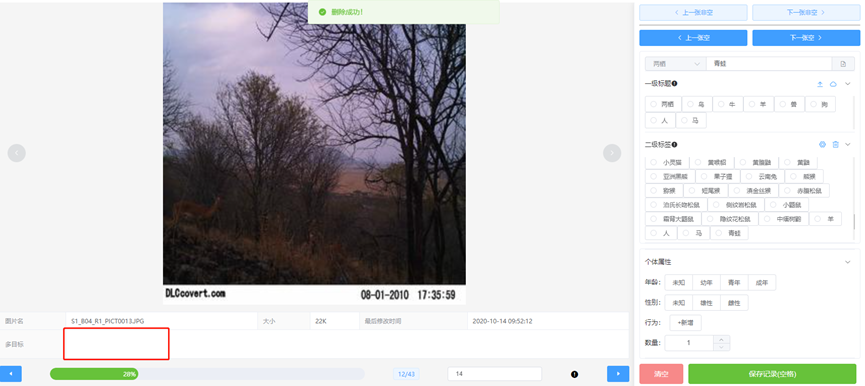 删除成功！
DLCcovert.com 08-01-2010 17:35:59
图片名 S1_B04_R1_PICT0013.JPG 大小 22K 最后修改时间 2020-10-14 09:52:12
多目标
28% 12/43 14
上一张非空 下一张非空
上一张空 下一张空
两栖 青蛙
一级标题
两栖 鸟 牛 羊 兽 狗
人 马
二级标签
小灵猫 黄喉貂 黄腹鼬 黄鼬
亚洲黑熊 果子狸 云南兔 熊猴
猕猴 短尾猴 滇金丝猴 赤腹松鼠
泊氏长吻松鼠 侧纹岩松鼠 小鼯鼠
霜背大鼯鼠 隐纹花松鼠 中缅树鼩 羊
人 马 青蛙
个体属性
年龄: 未知 幼年 青年 成年
性别: 未知 雄性 雌性
行为: +新增
数量: 1
清空 保存记录(空格)